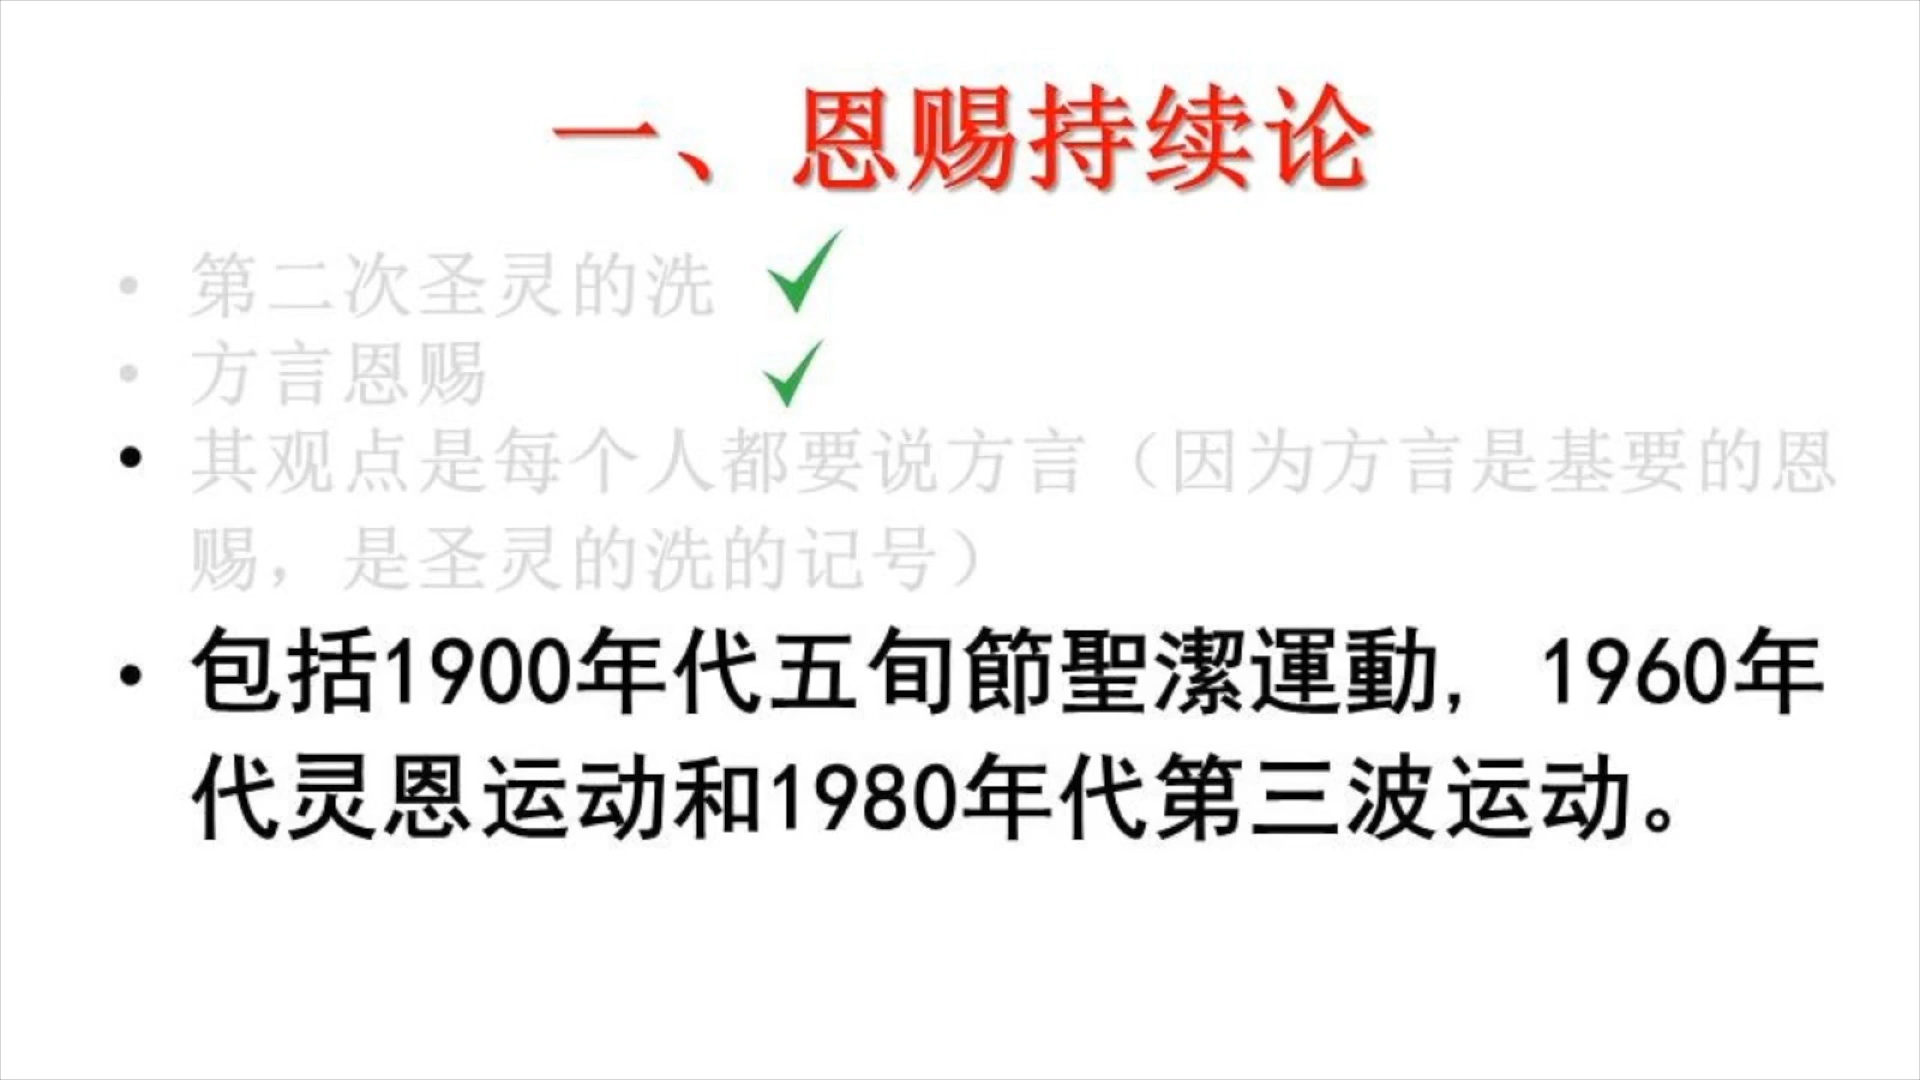 一、恩赐持续论
• 第二次圣灵的洗
• 方言恩赐
• 其观点是每个人都要说方言（因为方言是基要的恩
赐，是圣灵的洗的记号）
• 包括1900年代五旬節聖潔運動，1960年
代灵恩运动和1980年代第三波运动。